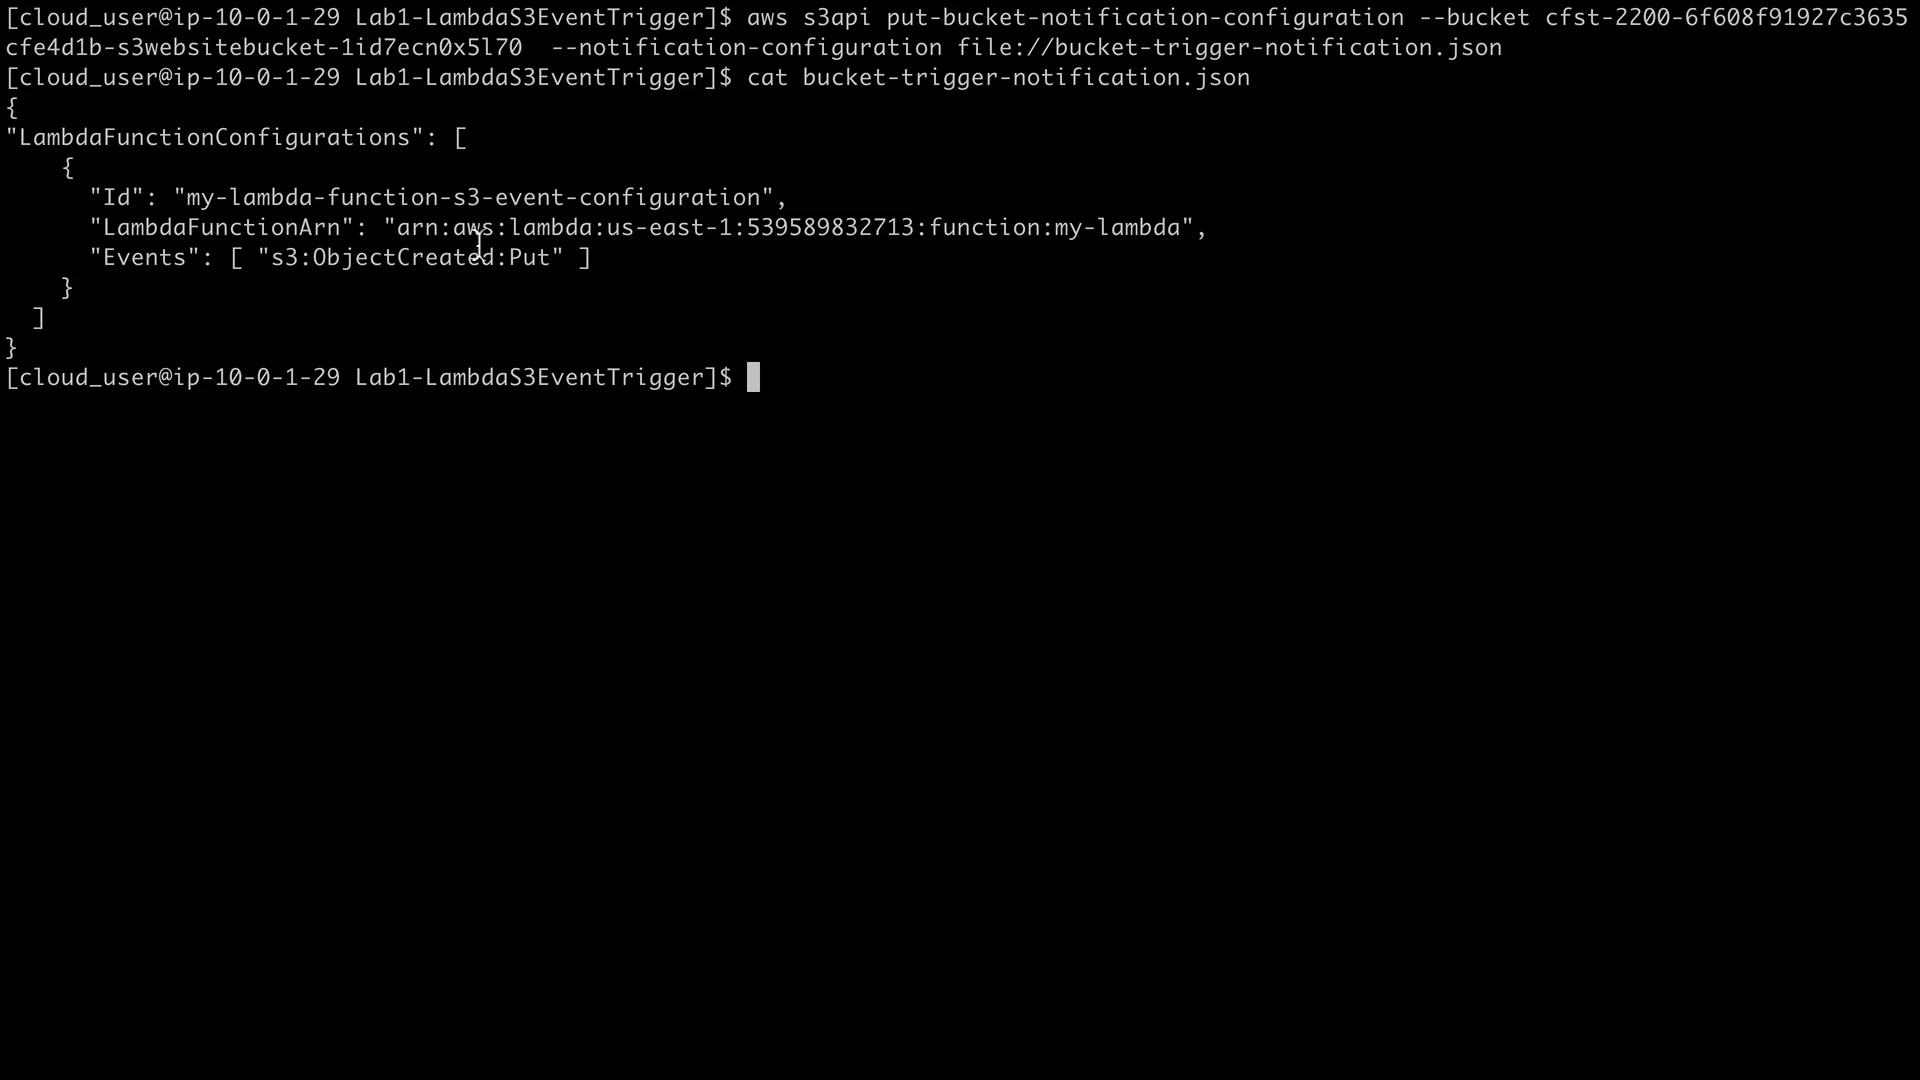 [cloud_user@ip-10-0-1-29 Lab1-LambdaS3EventTrigger]$ aws s3api put-bucket-notification-configuration --bucket cfst-2200-6f608f91927c3635
cfe4d1b-s3websitebucket-1id7ecn0x5l70  --notification-configuration file://bucket-trigger-notification.json
[cloud_user@ip-10-0-1-29 Lab1-LambdaS3EventTrigger]$ cat bucket-trigger-notification.json
{
"LambdaFunctionConfigurations": [
    {
      "Id": "my-lambda-function-s3-event-configuration",
      "LambdaFunctionArn": "arn:aws:lambda:us-east-1:539589832713:function:my-lambda",
      "Events": [ "s3:ObjectCreated:Put" ]
    }
  ]
}
[cloud_user@ip-10-0-1-29 Lab1-LambdaS3EventTrigger]$